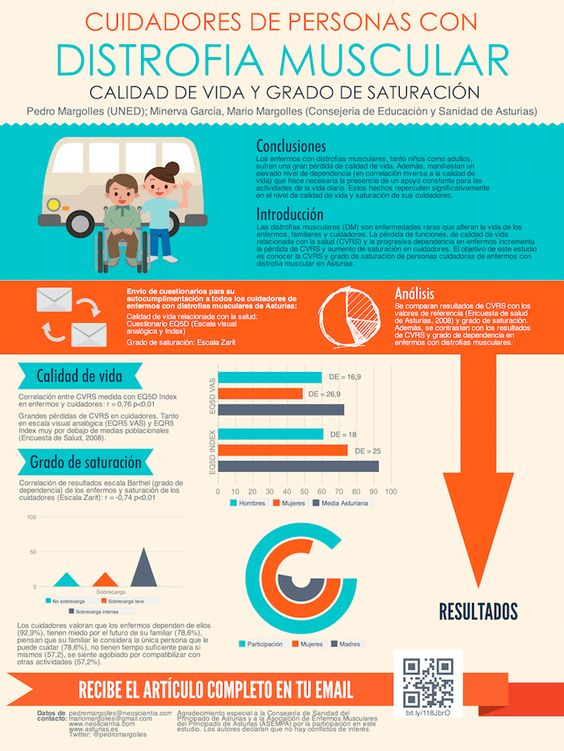 CUIDADORES DE PERSONAS CON
DISTROFIA MUSCULAR
CALIDAD DE VIDA Y GRADO DE SATURACIÓN
Pedro Margolles (UNED); Minerva García, Mario Margolles (Consejería de Educación y Sanidad de Asturias)
Conclusiones
Los enfermos con distrofias musculares, tanto niños como adultos,
sufren una gran pérdida de calidad de vida. Además, manifiestan un
elevado nivel de dependencia (en correlación inversa a la calidad de
vida) que hace necesaria la presencia de un apoyo constante para las
actividades de la vida diaria. Estos hechos repercuten significativamente
en el nivel de calidad de vida y saturación de sus cuidadores.
Introducción
Las distrofias musculares (DM) son enfermedades raras que alteran la vida de los
enfermos, familiares y cuidadores. La pérdida de funciones, de calidad de vida
relacionada con la salud (CVRS) y la progresiva dependencia en enfermos incrementa
la pérdida de CVRS y aumento de saturación en cuidadores. El objetivo de este estudio
es conocer la CVRS y grado de saturación de personas cuidadoras de enfermos con
distrofia muscular en Asturias.
Envío de cuestionarios para su
autocumplimentación a todos los cuidadores de
enfermos con distrofias musculares de Asturias:
Calidad de vida relacionada con la salud:
Cuestionario EQ5D (Escala visual
analógica y Index)
Grado de saturación: Escala Zarit
Análisis
Se comparan resultados de CVRS con los
valores de referencia (Encuesta de salud
de Asturias, 2008) y grado de saturación.
Además, se contrastan con los resultados
de CVRS y grado de dependencia en
enfermos con distrofias musculares.
Calidad de vida
Correlación entre CVRS medida con EQ5D Index
en enfermos y cuidadores: r = 0,76 p<0,01
Grandes pérdidas de CVRS en cuidadores. Tanto
en escala visual analógica (EQR5 VAS) y EQR5
Index muy por debajo de medias poblacionales
(Encuesta de Salud, 2008).
EQ5D VAS
DE = 16,9
DE = 26,9
EQ5D INDEX
DE = 18
DE = 25
0 10 20 30 40 50 60 70 80 90 100
Hombres Mujeres Media Asturiana
Grado de saturación
Correlación de resultados escala Barthel (grado de
dependencia) de los enfermos y saturación de los
cuidadores (Escala Zarit): r = -0,74 p<0,01
100
50
0
Sobrecarga
No sobrecarga Sobrecarga leve
Sobrecarga intensa
Participación Mujeres Madres
RESULTADOS
Los cuidadores valoran que los enfermos dependen de ellos
(92,9%), tienen miedo por el futuro de su familiar (78,6%),
piensan que su familiar le considera la única persona que le
puede cuidar (78,6%), no tienen tiempo suficiente para sí
mismos (57,2), se siente agobiado por compatibilizar con
otras actividades (57,2%).
RECIBE EL ARTÍCULO COMPLETO EN TU EMAIL
bit.ly/118JbrO
Datos de contacto:
pedromargolles@neoscientia.com
mariomargolles@gmail.com
www.neoscientia.com
www.asturias.es
Twitter: @pedromargolles
Agradecimiento especial a la Consejería de Sanidad del
Principado de Asturias y a la Asociación de Enfermos Musculares
del Principado de Asturias (ASEMPA) por la participación en este
estudio. Los autores declaran que no hay conflictos de interés.